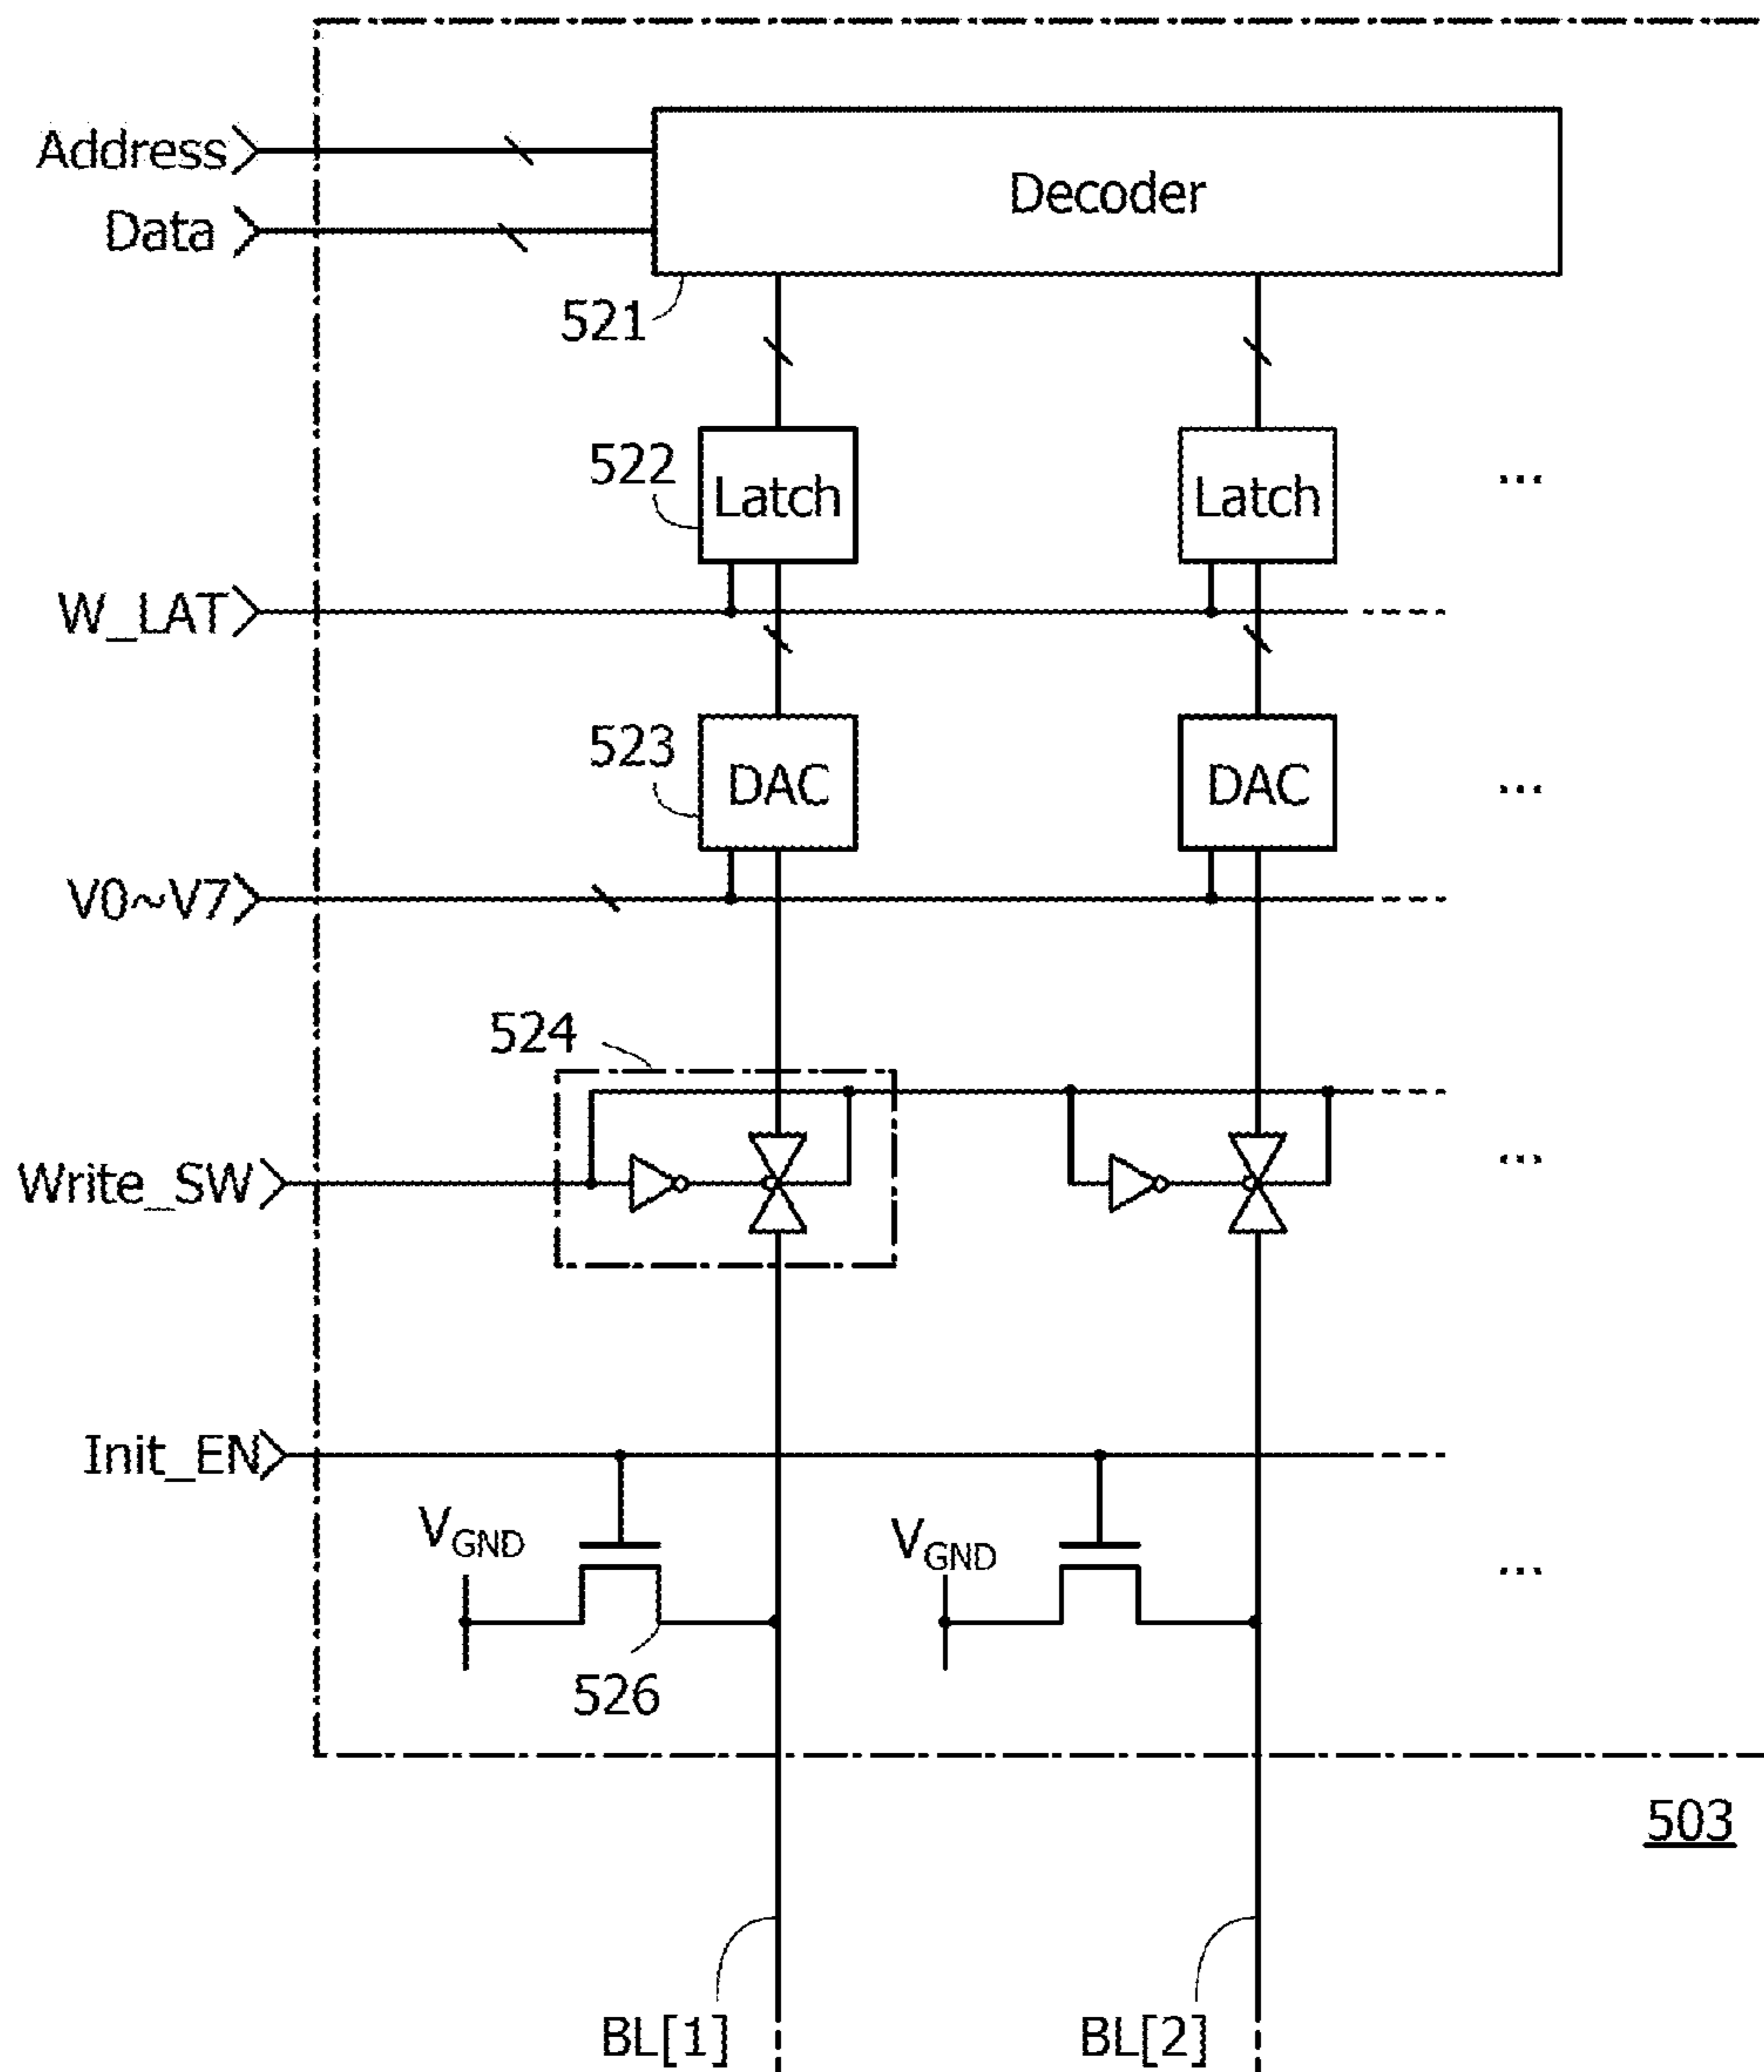 Address
Decoder
Data
521
522
Latch
Latch
...
W_LAT
523
DAC
DAC
...
V0~V7
524
Write_SW
...
Init_EN
VGND
VGND
...
526
503
BL[1]
BL[2]